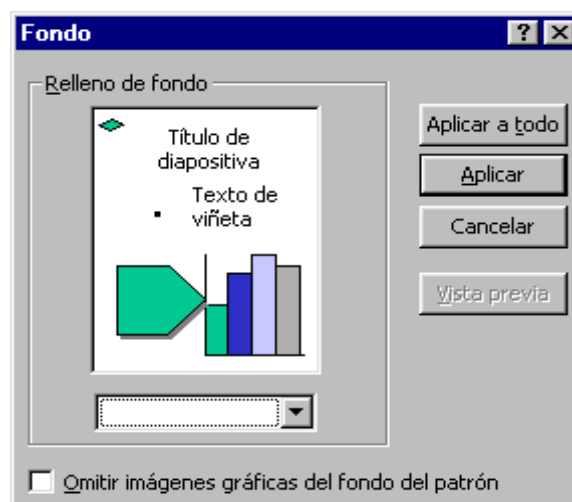 Fondo
Relleno de fondo
Título de
diapositiva
Texto de
viñeta
Aplicar a todo
Aplicar
Cancelar
Vista previa
Omitir imágenes gráficas del fondo del patrón